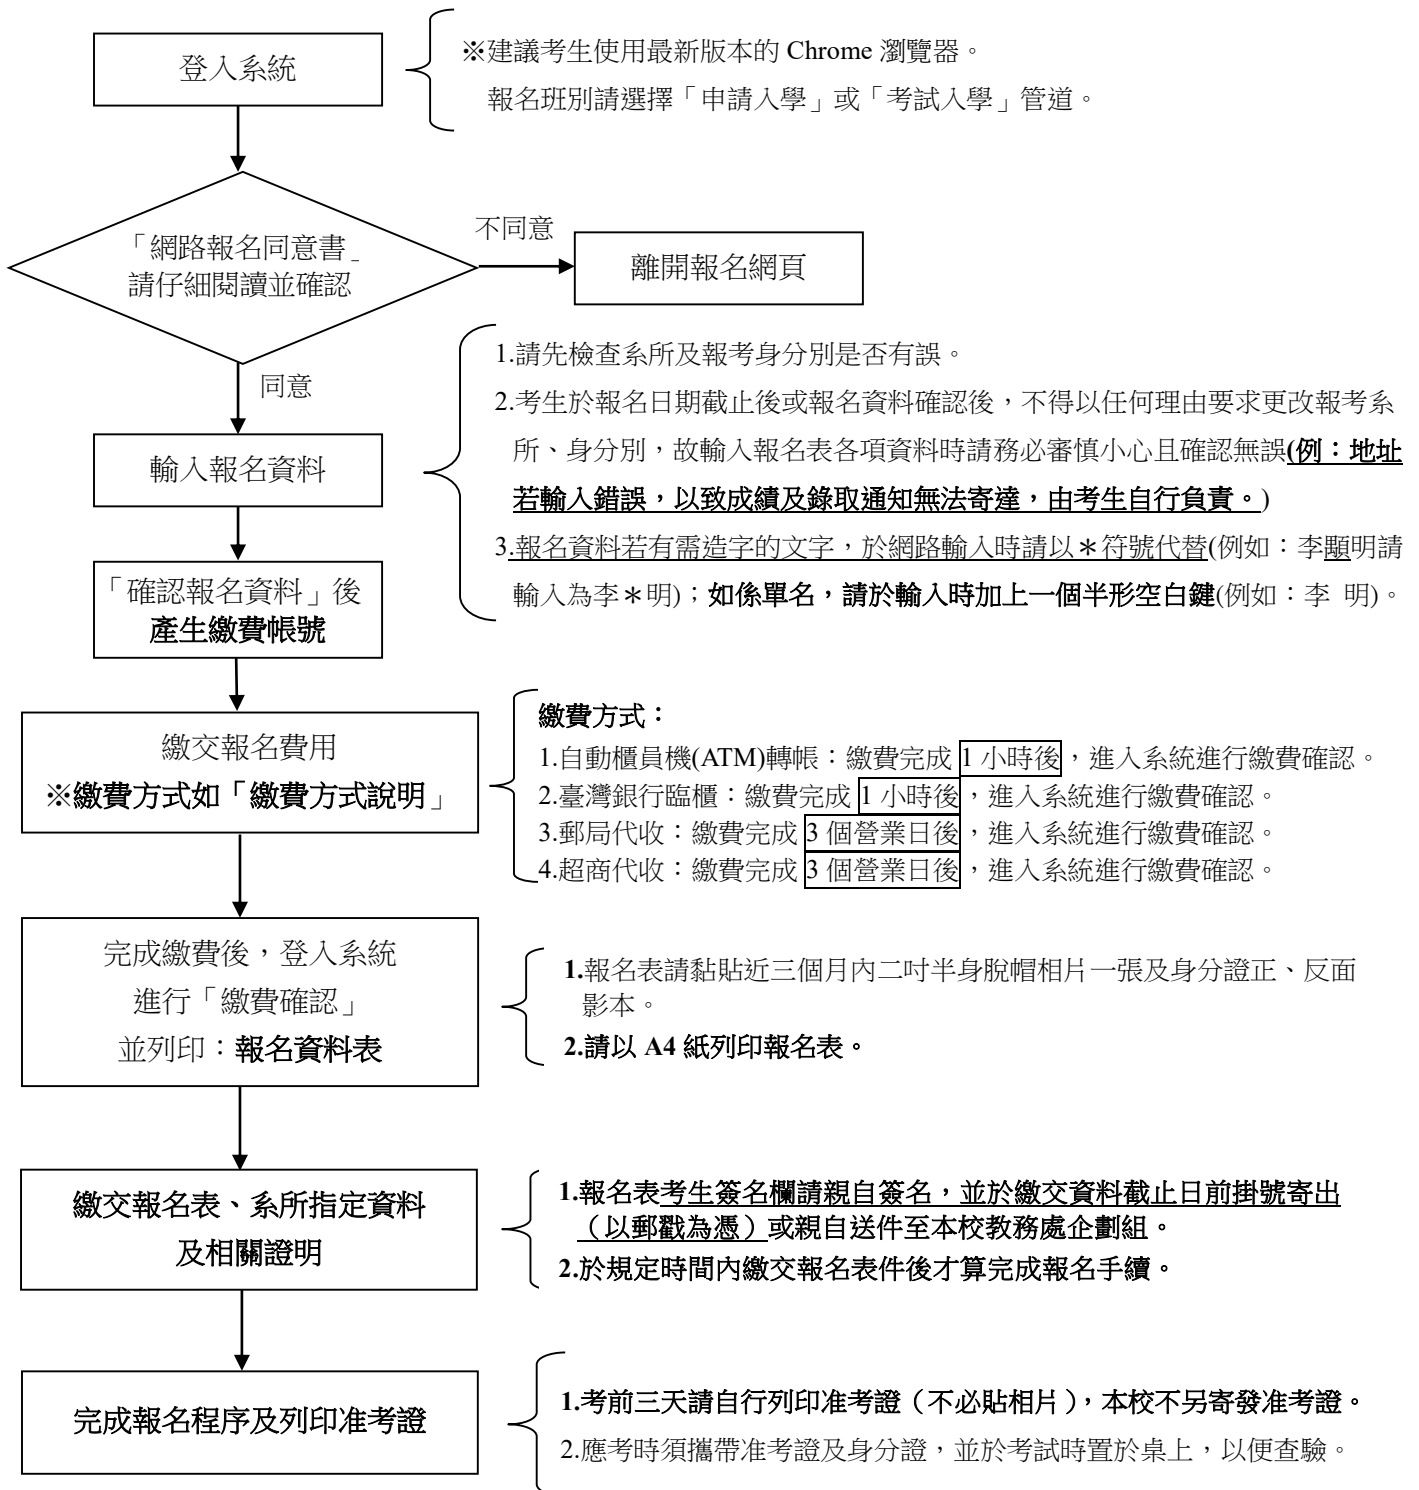 登入系統
※建議考生使用最新版本的 Chrome 瀏覽器。
報名班別請選擇「申請入學」或「考試入學」管道。
「網路報名同意書」
請仔細閱讀並確認
不同意
離開報名網頁
同意
1.請先檢查系所及報考身分別是否有誤。
2.考生於報名日期截止後或報名資料確認後，不得以任何理由要求更改報考系
所、身分別，故輸入報名表各項資料時請務必審慎小心且確認無誤(例：地址
若輸入錯誤，以致成績及錄取通知無法寄達，由考生自行負責。)
3.報名資料若有需造字的文字，於網路輸入時請以＊符號代替(例如：李顯明請
輸入為李＊明)；如係單名，請於輸入時加上一個半形空白鍵(例如：李 明)。
輸入報名資料
「確認報名資料」後
產生繳費帳號
繳交報名費用
※繳費方式如「繳費方式說明」
繳費方式：
1.自動櫃員機(ATM)轉帳：繳費完成 1 小時後，進入系統進行繳費確認。
2.臺灣銀行臨櫃：繳費完成 1 小時後，進入系統進行繳費確認。
3.郵局代收：繳費完成 3 個營業日後，進入系統進行繳費確認。
4.超商代收：繳費完成 3 個營業日後，進入系統進行繳費確認。
完成繳費後，登入系統
進行「繳費確認」
並列印：報名資料表
1.報名表請黏貼近三個月內二吋半身脫帽相片一張及身分證正、反面
影本。
2.請以 A4 紙列印報名表。
繳交報名表、系所指定資料
及相關證明
1.報名表考生簽名欄請親自簽名，並於繳交資料截止日前掛號寄出
（以郵戳為憑）或親自送件至本校教務處企劃組。
2.於規定時間內繳交報名表件後才算完成報名手續。
完成報名程序及列印准考證
1.考前三天請自行列印准考證（不必貼相片），本校不另寄發准考證。
2.應考時須攜帶准考證及身分證，並於考試時置於桌上，以便查驗。